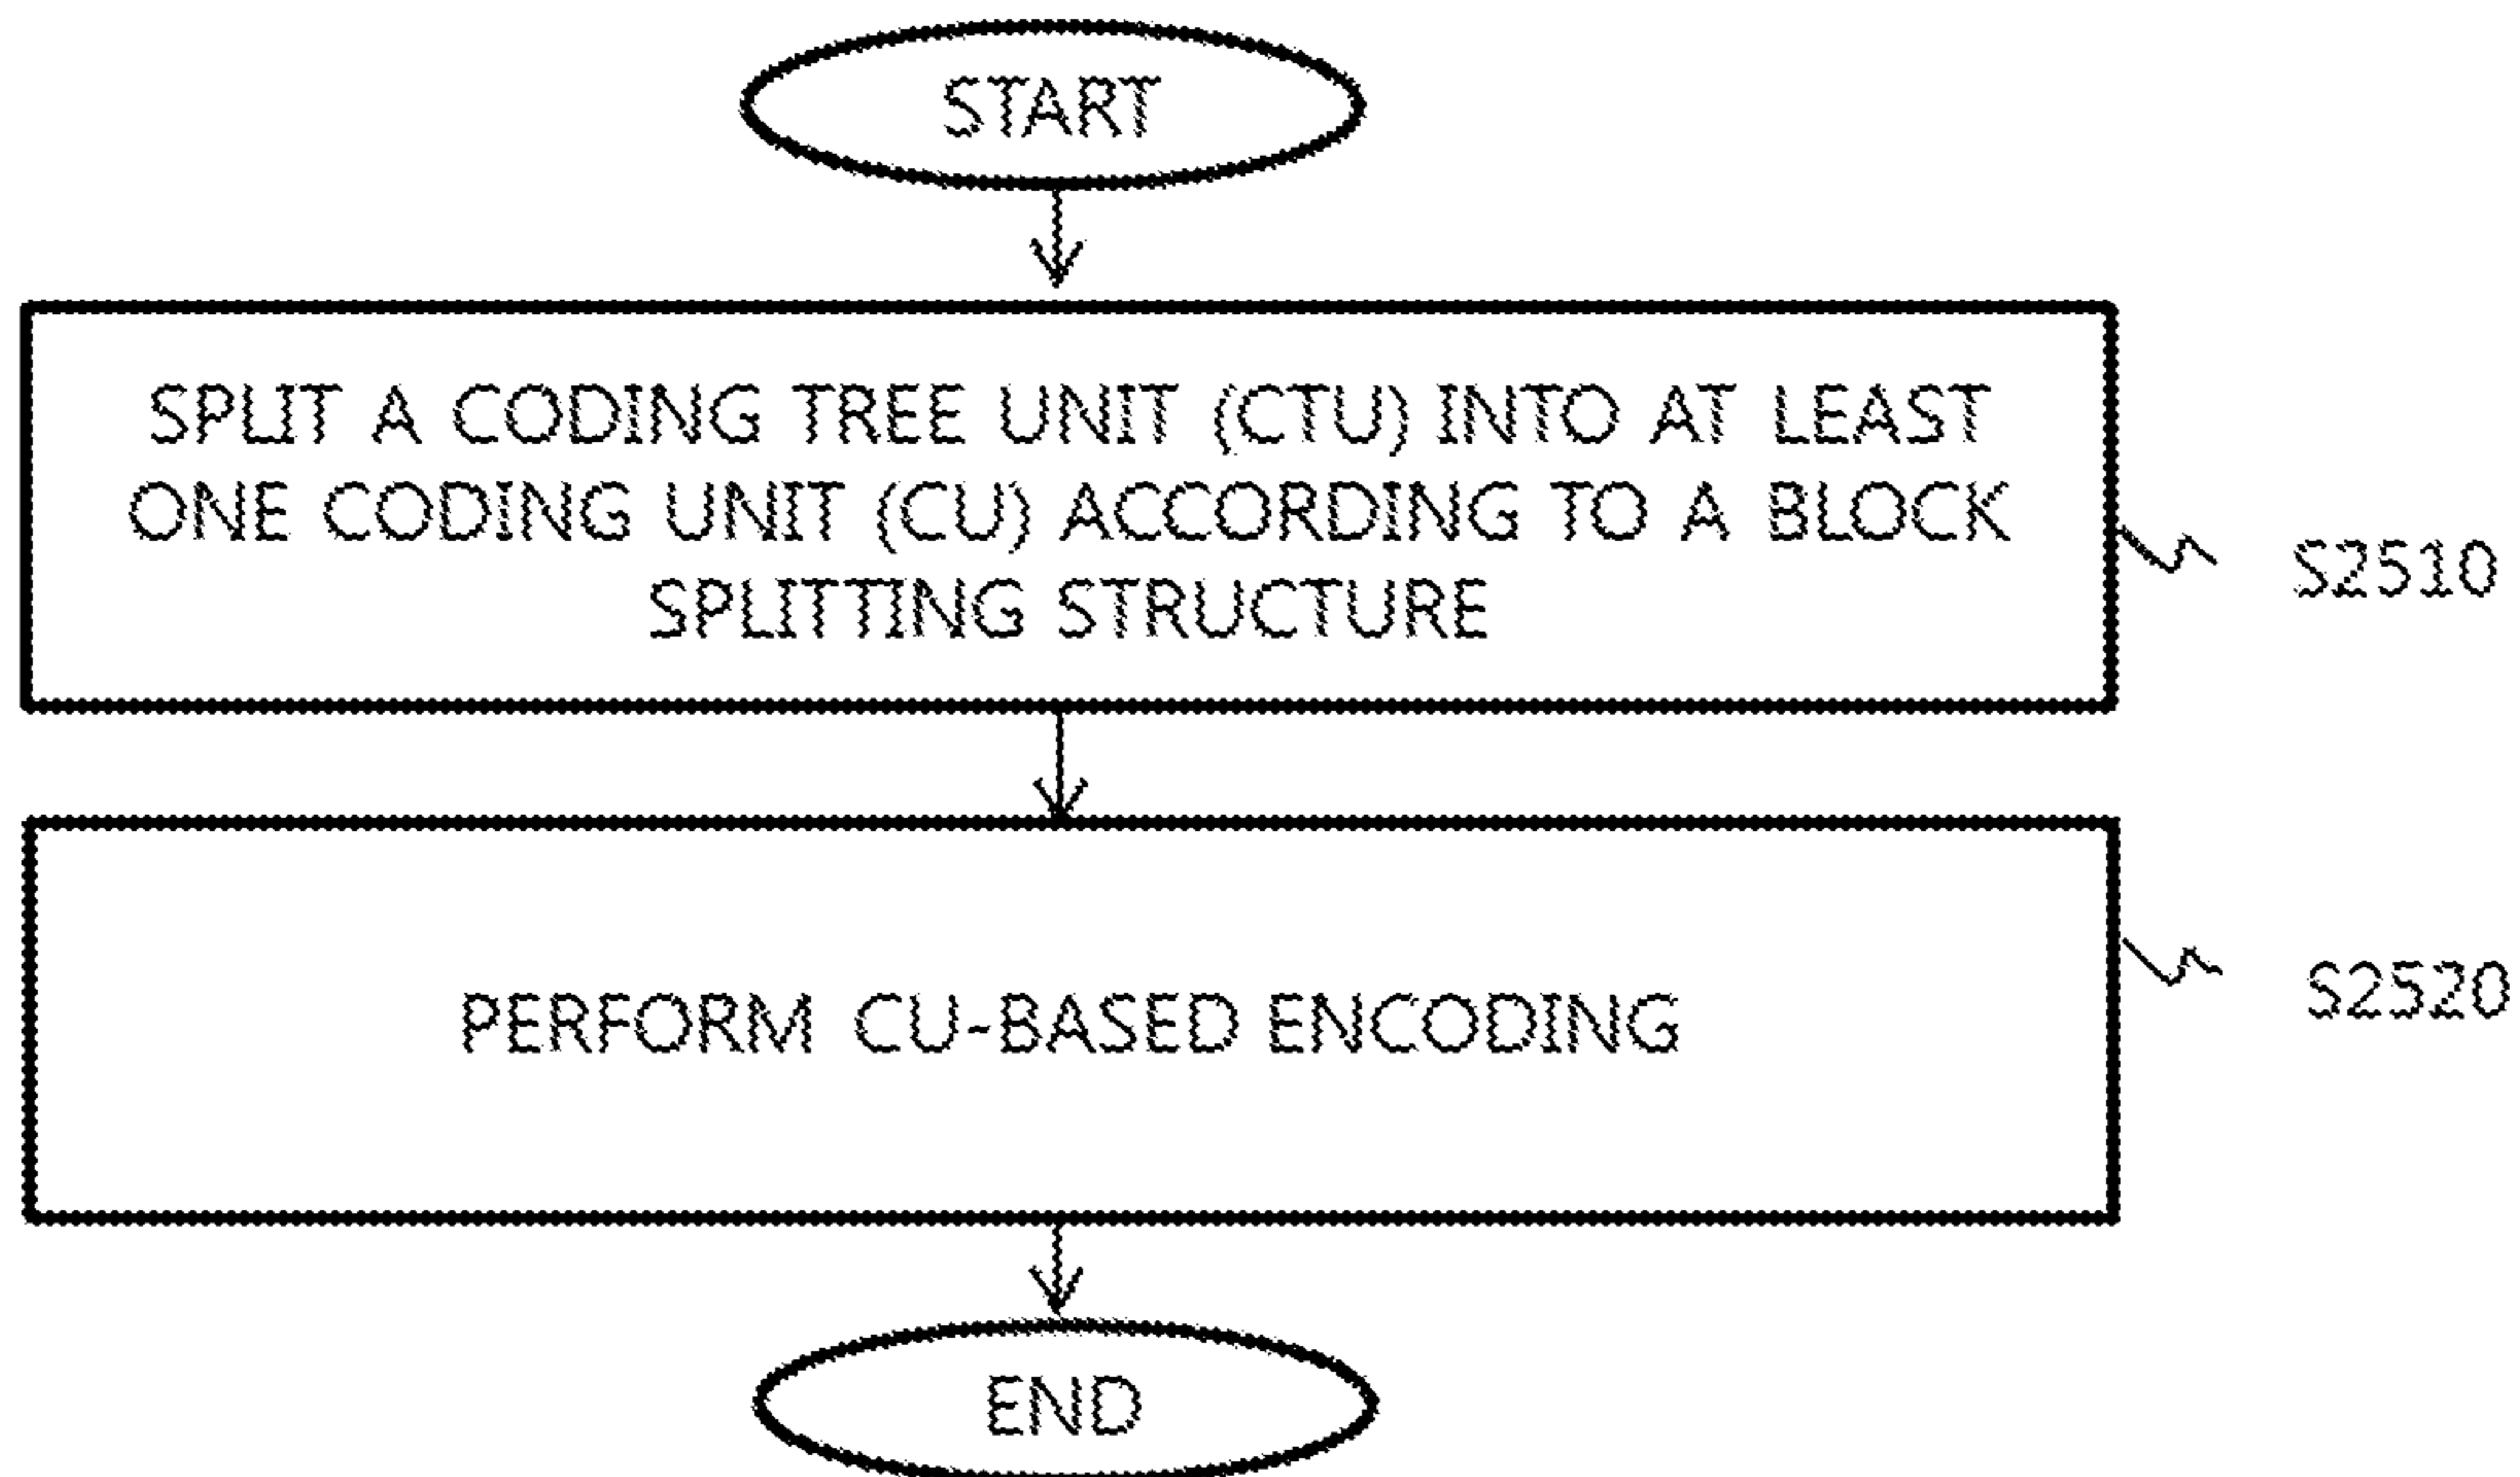 START
SPLIT A CODING TREE UNIT (CTU) INTO AT LEAST
ONE CODING UNIT (CU) ACCORDING TO A BLOCK
SPLITTING STRUCTURE
S2510
PERFORM CU-BASED ENCODING
S2520
END